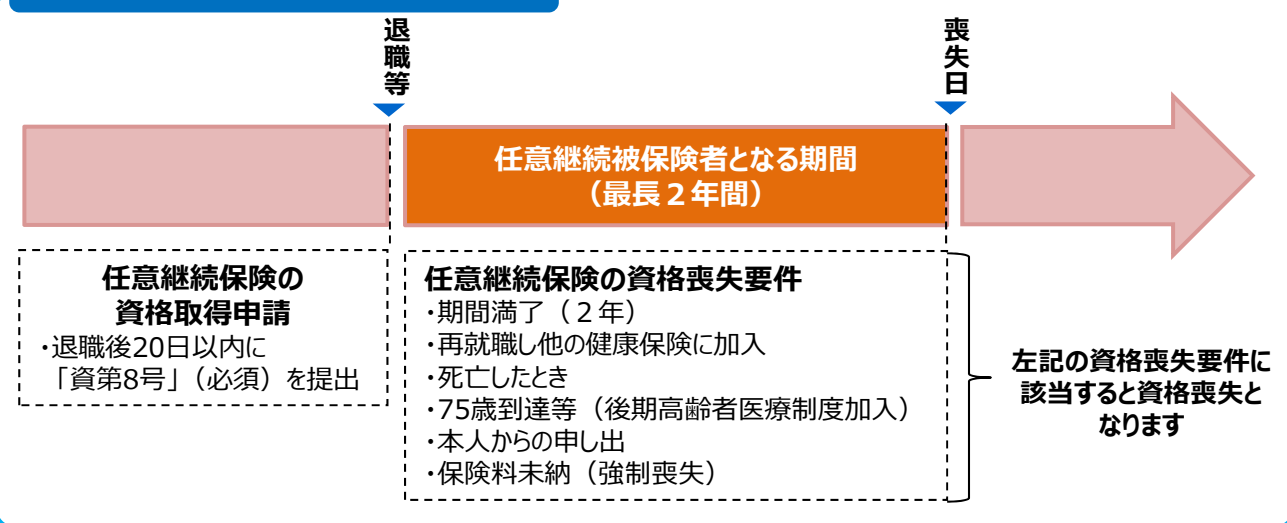 退職等
喪失日
任意継続被保険者となる期間
（最長２年間）
任意継続保険の
資格取得申請
・退職後20日以内に
「資第8号」（必須）を提出
任意継続保険の資格喪失要件
・期間満了（２年）
・再就職し他の健康保険に加入
・死亡したとき
・75歳到達等（後期高齢者医療制度加入）
・本人からの申し出
・保険料未納（強制喪失）
左記の資格喪失要件に
該当すると資格喪失と
なります